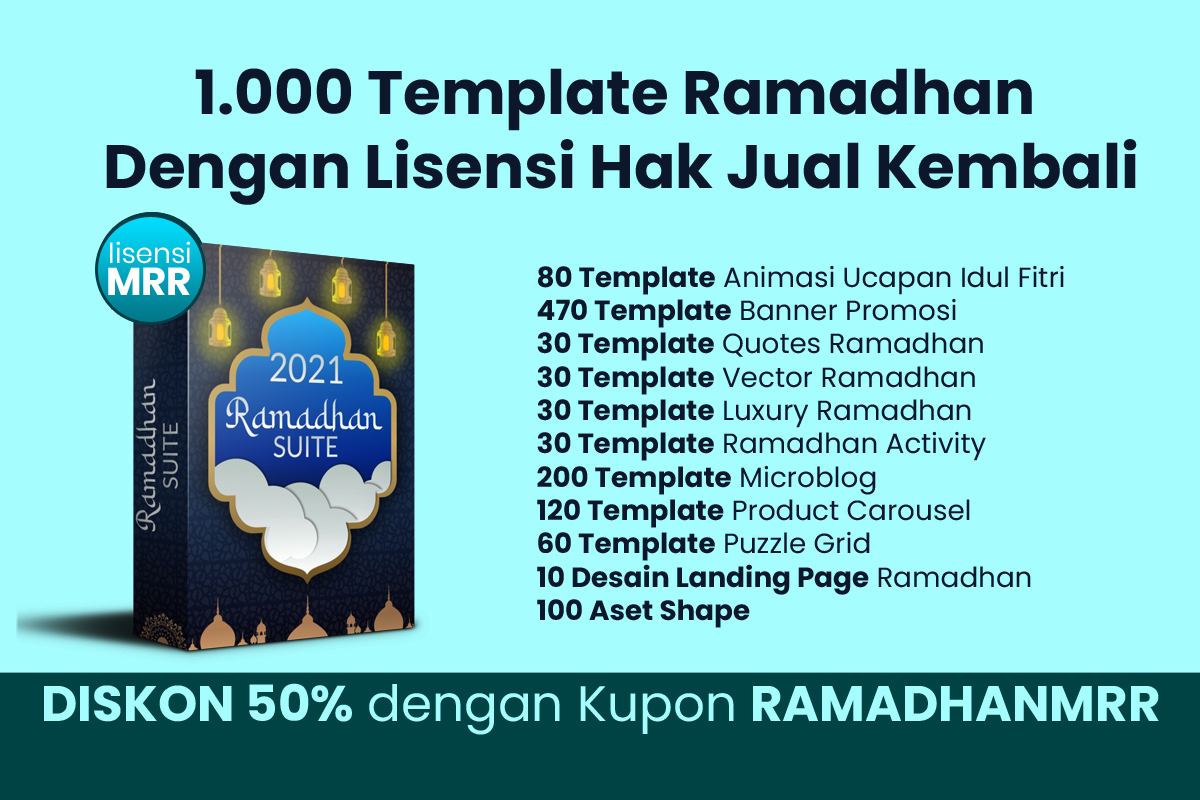 1.000 Template Ramadhan
Dengan Lisensi Hak Jual Kembali
lisensi
MRR
Ramadhan
SUITE
2021
Ramadhan
SUITE
80 Template Animasi Ucapan Idul Fitri
470 Template Banner Promosi
30 Template Quotes Ramadhan
30 Template Vector Ramadhan
30 Template Luxury Ramadhan
30 Template Ramadhan Activity
200 Template Microblog
120 Template Product Carousel
60 Template Puzzle Grid
10 Desain Landing Page Ramadhan
100 Aset Shape
DISKON 50% dengan Kupon RAMADHANMRR